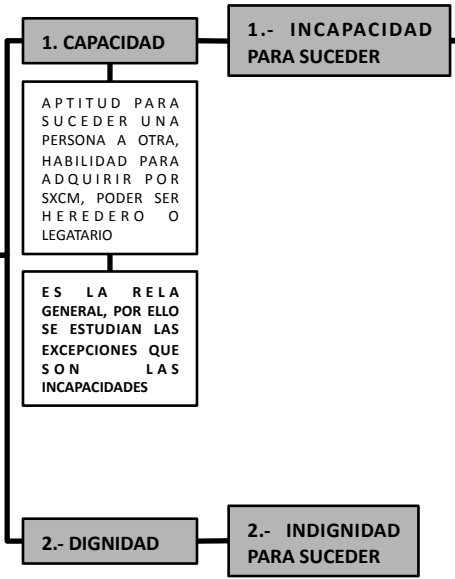 1. CAPACIDAD
1.- INCAPACIDAD
PARA SUCEDER
APTITUD PARA
SUCEDER UNA
PERSONA A OTRA,
HABILIDAD PARA
ADQUIRIR POR
SXCM, PODER SER
HEREDERO O
LEGATARIO
ES LA RELA
GENERAL, POR ELLO
SE ESTUDIAN LAS
EXCEPCIONES QUE
SON LAS
INCAPACIDADES
2.- DIGNIDAD
2.- INDIGNIDAD
PARA SUCEDER